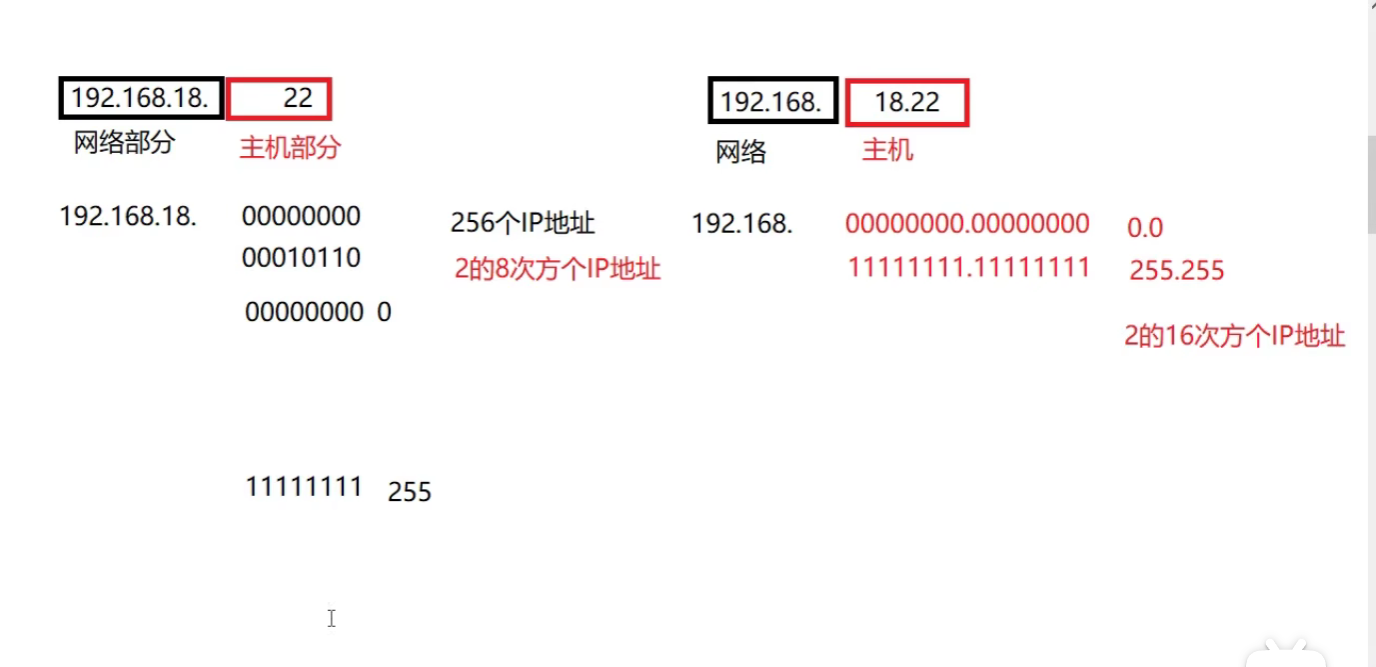 192.168.18. 22
网络部分 主机部分
192.168.18. 00000000
00010110
00000000 0
11111111 255
256个IP地址
2的8次方个IP地址
192.168. 18.22
网络 主机
192.168. 00000000.00000000 0.0
11111111.11111111 255.255
2的16次方个IP地址